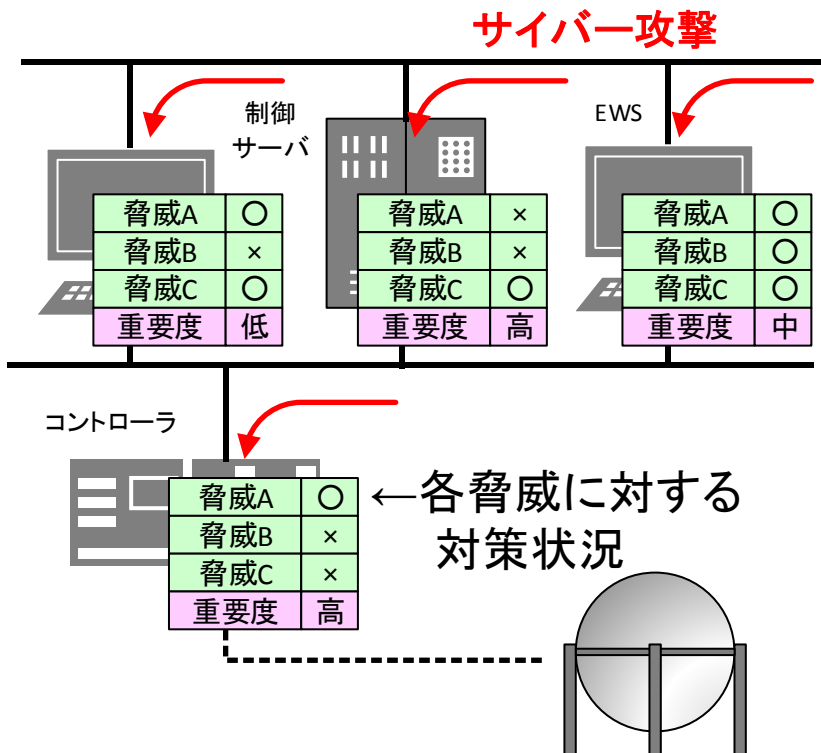 サイバー攻撃
制御
サーバ
EWS
脅威A ○
脅威B ×
脅威C ○
重要度 低
脅威A ×
脅威B ×
脅威C ○
重要度 高
脅威A ○
脅威B ○
脅威C ○
重要度 中
コントローラ
脅威A ○
脅威B ×
脅威C ×
重要度 高
←各脅威に対する
対策状況